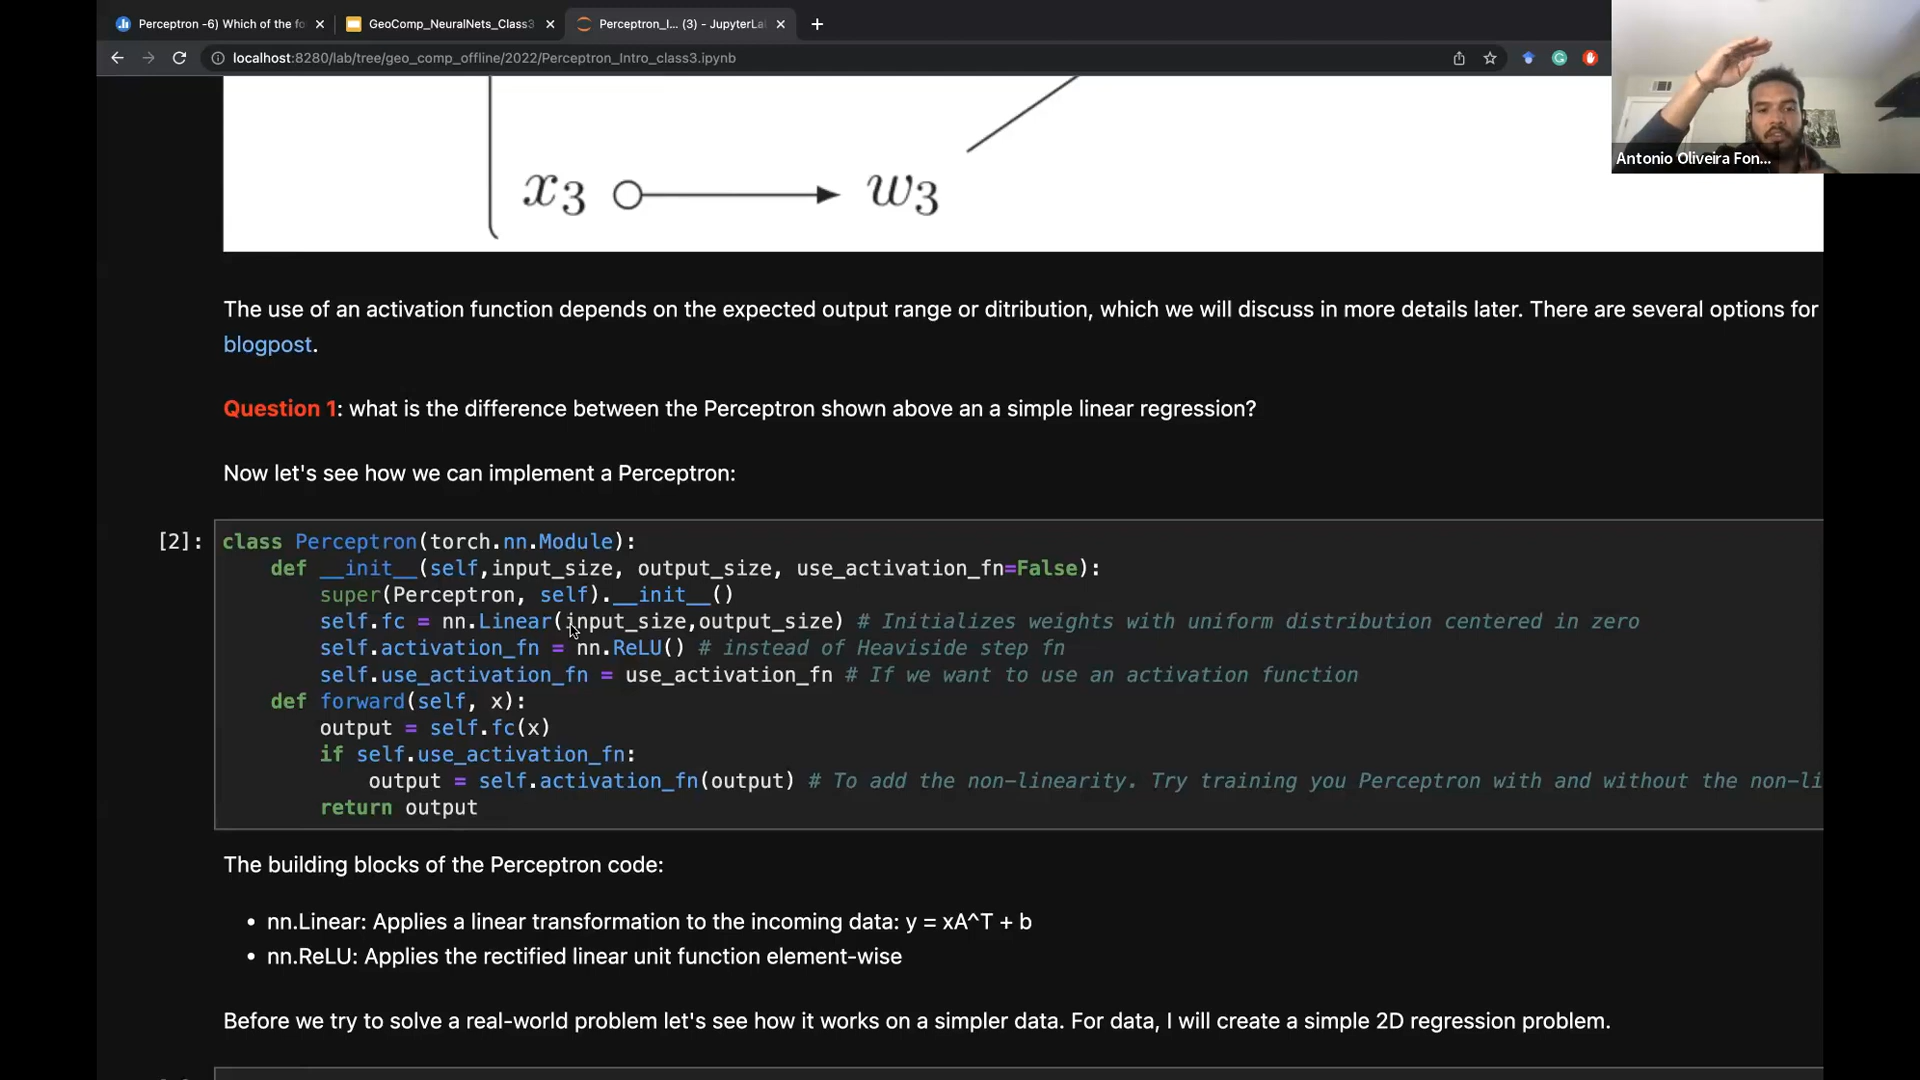 Perceptron -6) Which of the fo
GeoComp_NeuralNets_Class3
Perceptron_I... (3) - JupyterLa
localhost:8280/lab/tree/geo_comp_offline/2022/Perceptron_Intro_class3.ipynb
Antonio Oliveira Fon...
x3
w3
The use of an activation function depends on the expected output range or ditribution, which we will discuss in more details later. There are several options for
blogpost.
Question 1: what is the difference between the Perceptron shown above an a simple linear regression?
Now let's see how we can implement a Perceptron:
[2]:
class Perceptron(torch.nn.Module):
def __init__(self,input_size, output_size, use_activation_fn=False):
super(Perceptron, self).__init__()
self.fc = nn.Linear(input_size,output_size) # Initializes weights with uniform distribution centered in zero
self.activation_fn = nn.ReLU() # instead of Heaviside step fn
self.use_activation_fn = use_activation_fn # If we want to use an activation function
def forward(self, x):
output = self.fc(x)
if self.use_activation_fn:
output = self.activation_fn(output) # To add the non-linearity. Try training you Perceptron with and without the non-li
return output
The building blocks of the Perceptron code:
• nn.Linear: Applies a linear transformation to the incoming data: y = xA^T + b
• nn.ReLU: Applies the rectified linear unit function element-wise
Before we try to solve a real-world problem let's see how it works on a simpler data. For data, I will create a simple 2D regression problem.